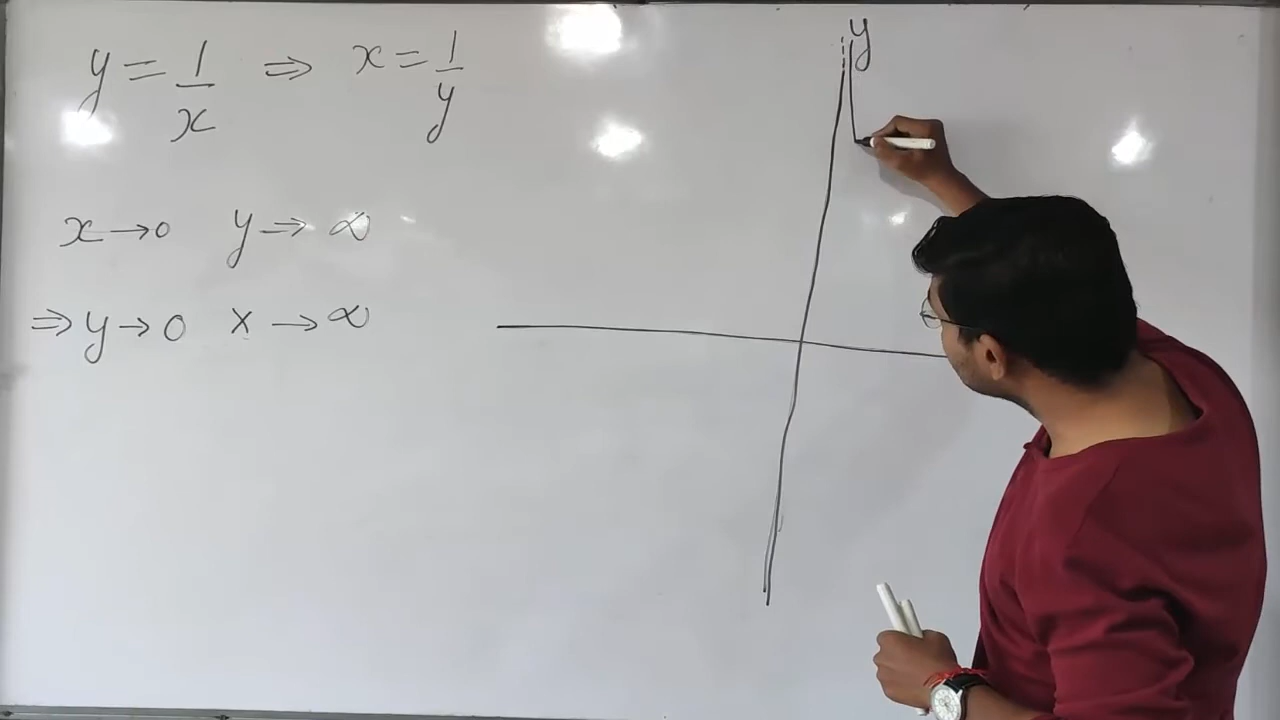 y = 1/x ⇒ x = 1/y
x → 0 y ⇒ ∞
⇒ y → 0 x → ∞
y